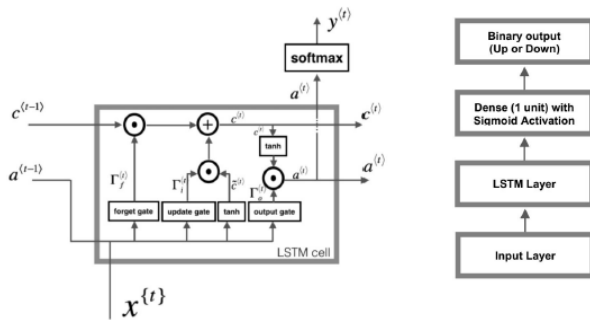 y⟨t⟩
softmax
a⟨t⟩
c⟨t-1⟩
c⟨t⟩
c⟨t⟩
c⟨t⟩
tanh
a⟨t-1⟩
Γf⟨t⟩
Γi⟨t⟩
c̃⟨t⟩
Γo⟨t⟩
a⟨t⟩
a⟨t⟩
forget gate
update gate
tanh
output gate
LSTM cell
x{t}
Binary output
(Up or Down)
Dense (1 unit) with
Sigmoid Activation
LSTM Layer
Input Layer